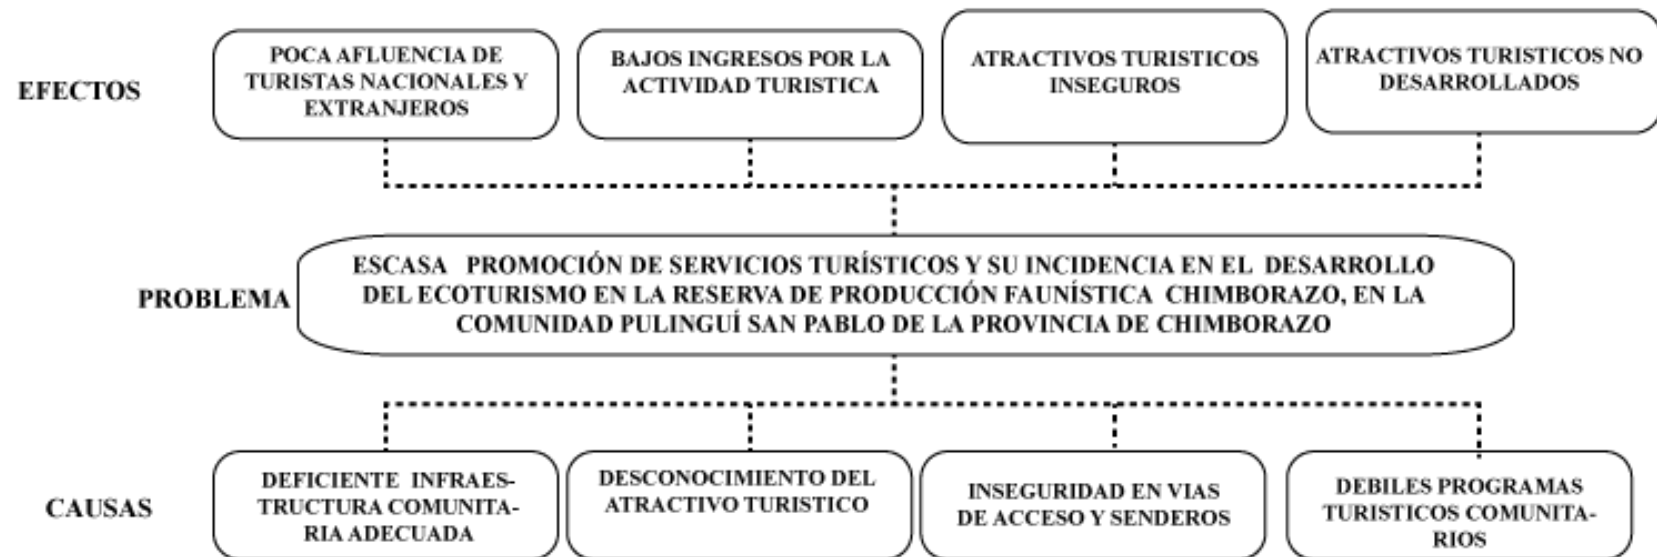 EFECTOS
POCA AFLUENCIA DE
TURISTAS NACIONALES Y
EXTRANJEROS
BAJOS INGRESOS POR LA
ACTIVIDAD TURISTICA
ATRACTIVOS TURISTICOS
INSEGUROS
ATRACTIVOS TURISTICOS NO
DESARROLLADOS
PROBLEMA
ESCASA PROMOCIÓN DE SERVICIOS TURÍSTICOS Y SU INCIDENCIA EN EL DESARROLLO
DEL ECOTURISMO EN LA RESERVA DE PRODUCCIÓN FAUNÍSTICA CHIMBORAZO, EN LA
COMUNIDAD PULINGUÍ SAN PABLO DE LA PROVINCIA DE CHIMBORAZO
CAUSAS
DEFICIENTE INFRAES-
TRUCTURA COMUNITA-
RIA ADECUADA
DESCONOCIMIENTO DEL
ATRACTIVO TURISTICO
INSEGURIDAD EN VIAS
DE ACCESO Y SENDEROS
DEBILES PROGRAMAS
TURISTICOS COMUNITA-
RIOS